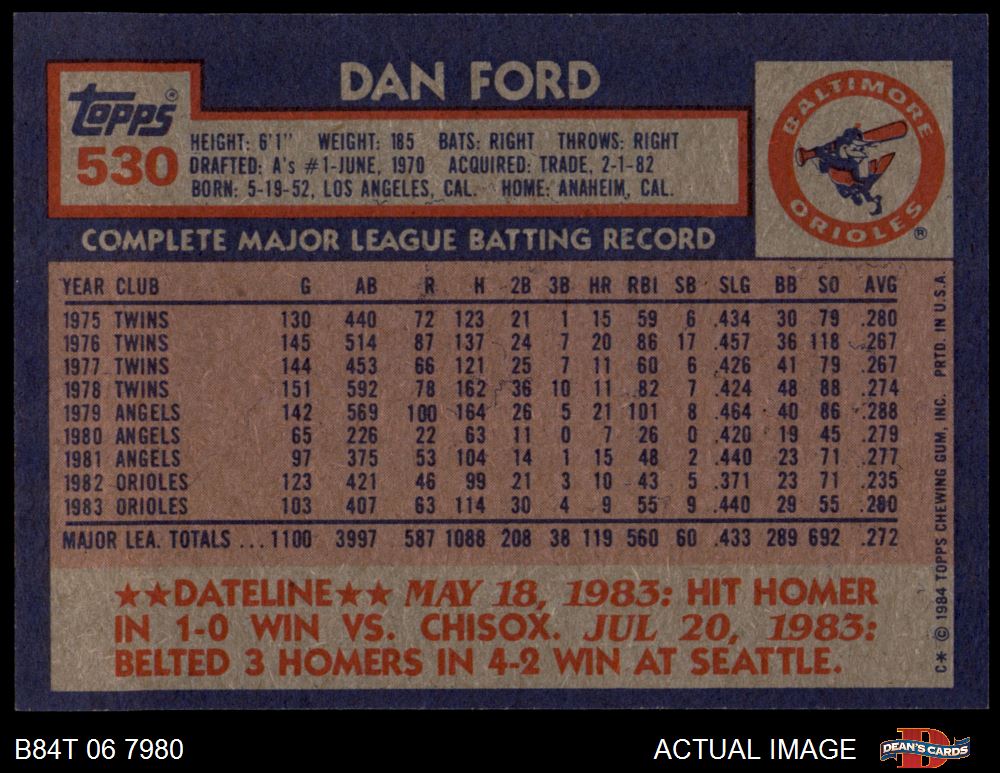 DAN FORD
TOPPS®
530
HEIGHT: 6'1" WEIGHT: 185 BATS: RIGHT THROWS: RIGHT
DRAFTED: A's #1-JUNE, 1970 ACQUIRED: TRADE, 2-1-82
BORN: 5-19-52, LOS ANGELES, CAL. HOME: ANAHEIM, CAL.
BALTIMORE
ORIOLES
®
COMPLETE MAJOR LEAGUE BATTING RECORD
YEAR CLUB G AB R H 2B 3B HR RBI SB SLG BB SO AVG
1975 TWINS 130 440 72 123 21 1 15 59 6 .434 30 79 .280
1976 TWINS 145 514 87 137 24 7 20 86 17 .457 36 118 .267
1977 TWINS 144 453 66 121 25 7 11 60 6 .426 41 79 .267
1978 TWINS 151 592 78 162 36 10 11 82 7 .424 48 88 .274
1979 ANGELS 142 569 100 164 26 5 21 101 8 .464 40 86 .288
1980 ANGELS 65 226 22 63 11 0 7 26 0 .420 19 45 .279
1981 ANGELS 97 375 53 104 14 1 15 48 2 .440 23 71 .277
1982 ORIOLES 123 421 46 99 21 3 10 43 5 .371 23 71 .235
1983 ORIOLES 103 407 63 114 30 4 9 55 9 .440 29 55 .280
MAJOR LEA. TOTALS ... 1100 3997 587 1088 208 38 119 560 60 .433 289 692 .272
★★DATELINE★★ MAY 18, 1983: HIT HOMER
IN 1-0 WIN VS. CHISOX. JUL 20, 1983:
BELTED 3 HOMERS IN 4-2 WIN AT SEATTLE.
C* © 1984 TOPPS CHEWING GUM, INC. PRTD. IN U.S.A.
B84T 06 7980
ACTUAL IMAGE
DEAN'S CARDS